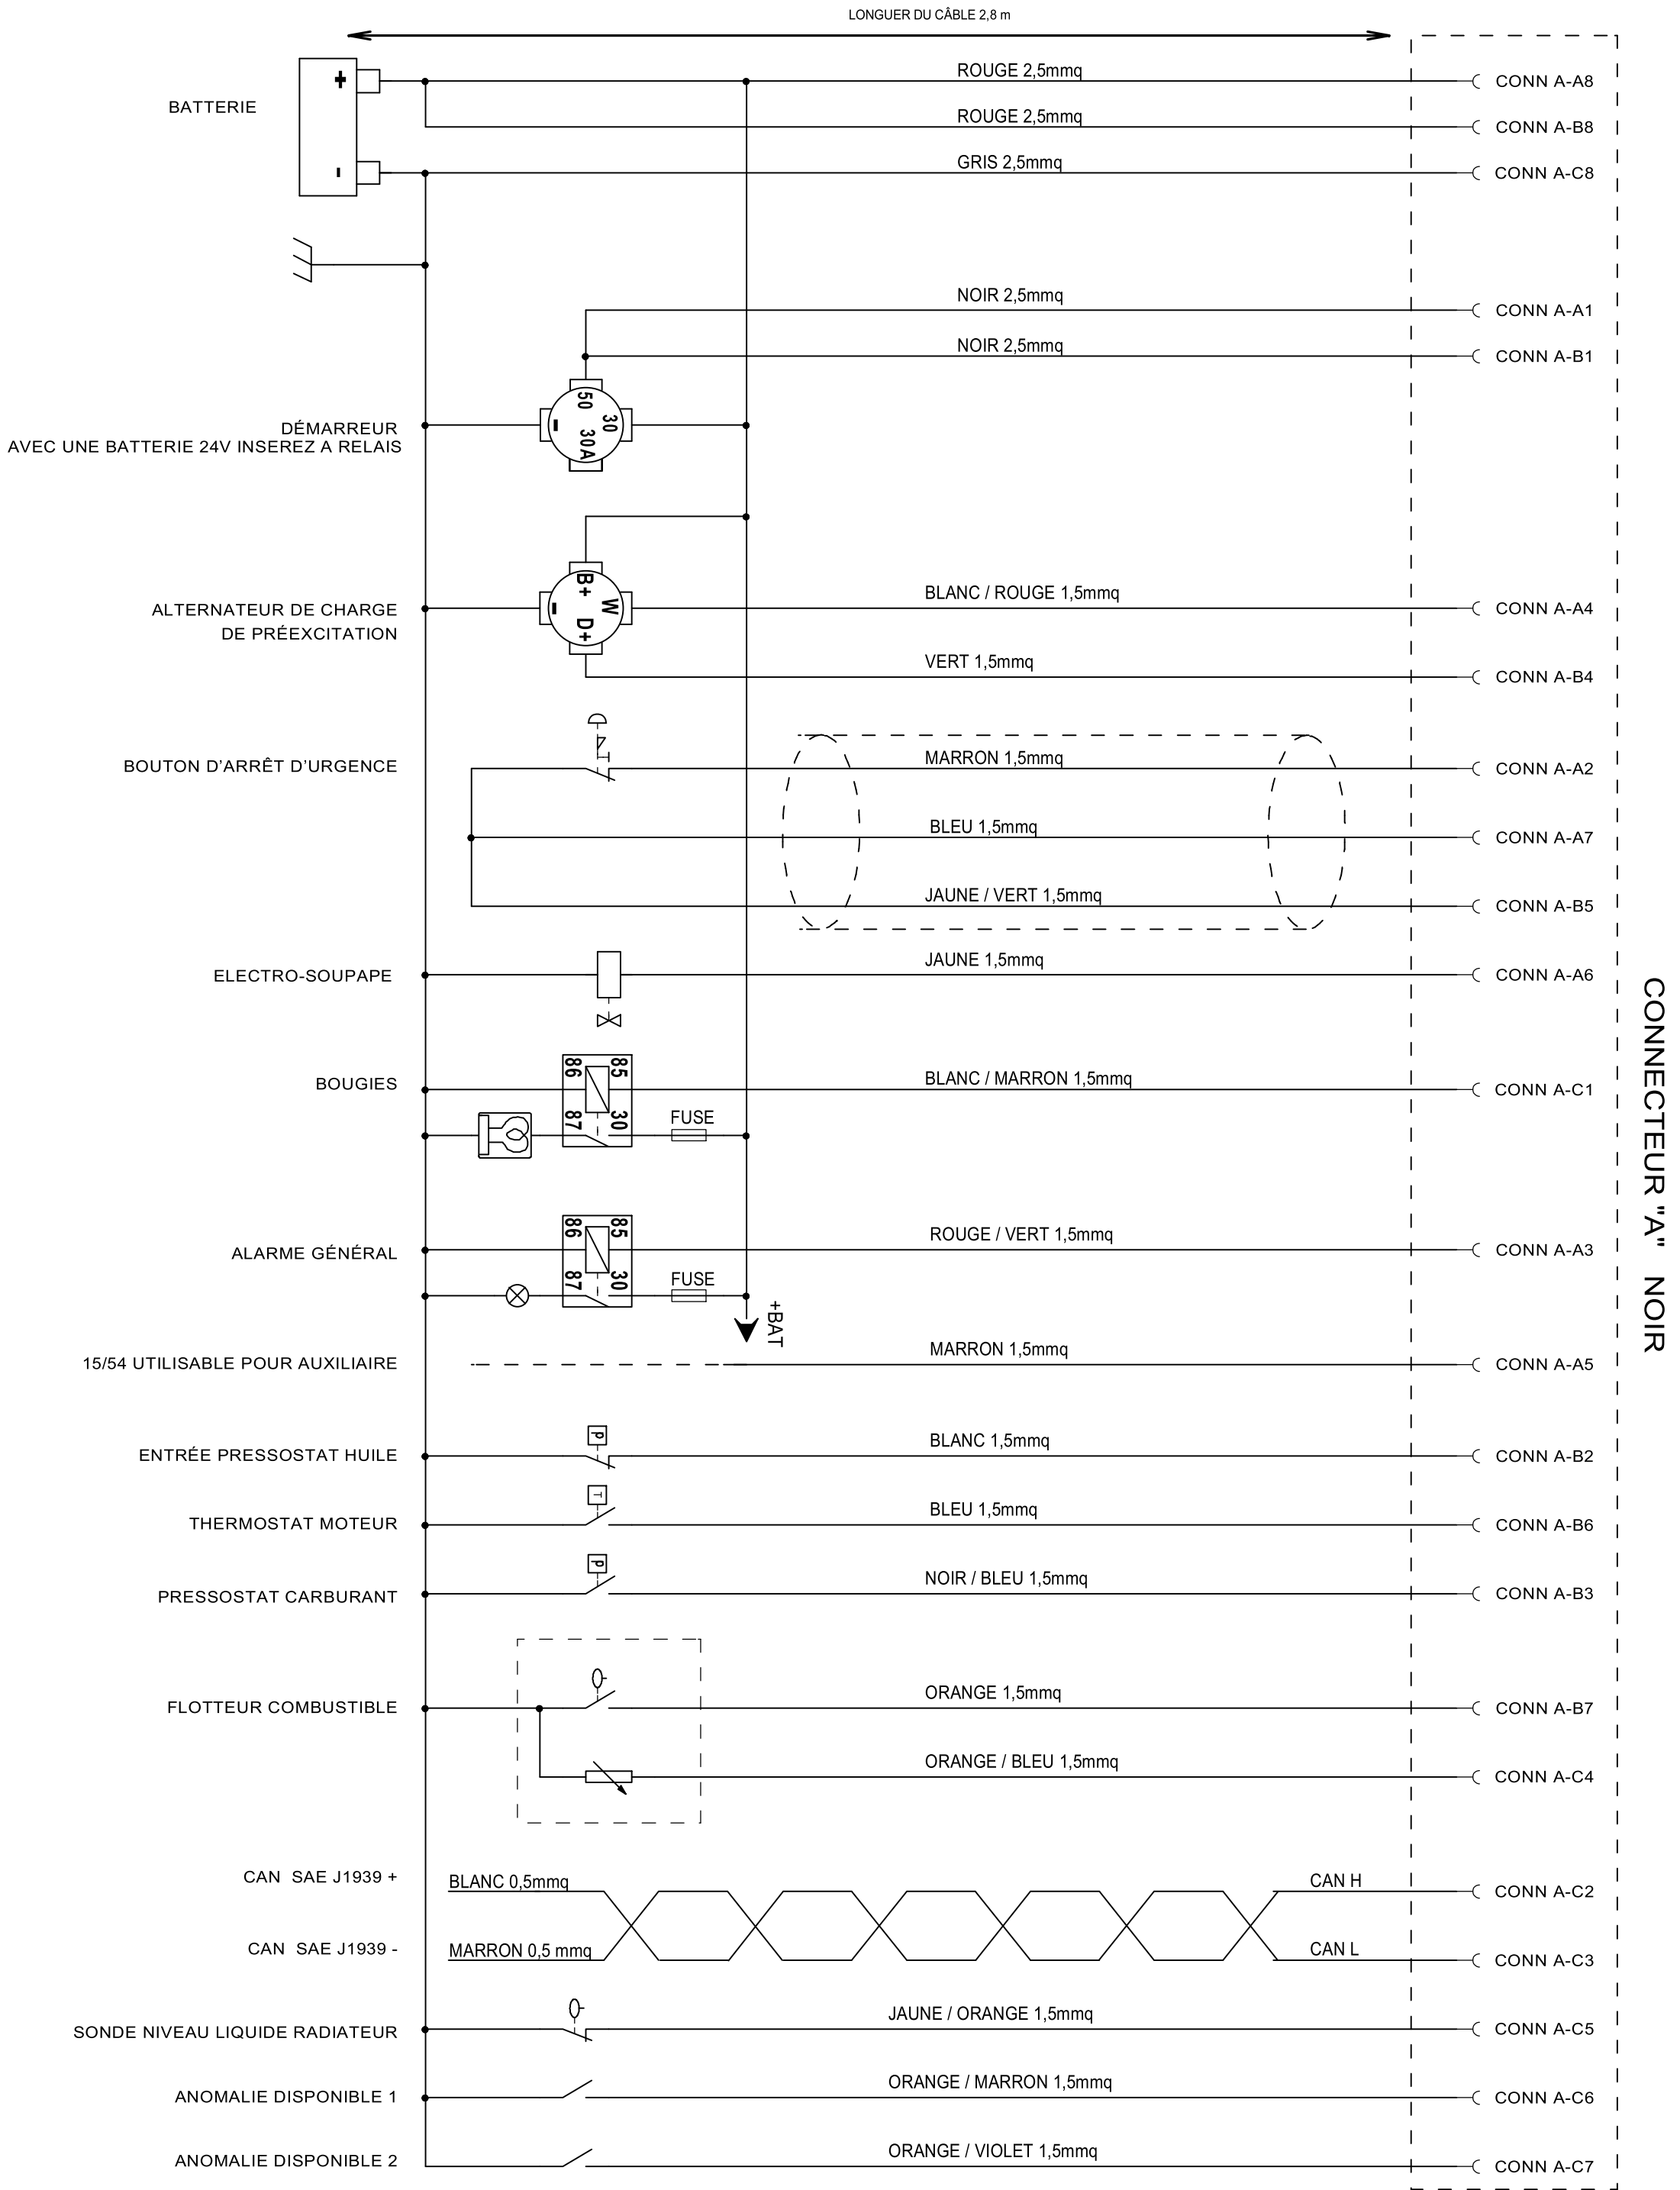 LONGUER DU CÂBLE 2,8 m
BATTERIE
+
-
ROUGE 2,5mmq
CONN A-A8
ROUGE 2,5mmq
CONN A-B8
GRIS 2,5mmq
CONN A-C8
NOIR 2,5mmq
CONN A-A1
NOIR 2,5mmq
CONN A-B1
DÉMARREUR
AVEC UNE BATTERIE 24V INSEREZ A RELAIS
50
30
30A
-
ALTERNATEUR DE CHARGE
DE PRÉEXCITATION
B+
W
D+
-
BLANC / ROUGE 1,5mmq
CONN A-A4
VERT 1,5mmq
CONN A-B4
BOUTON D'ARRÊT D'URGENCE
MARRON 1,5mmq
CONN A-A2
BLEU 1,5mmq
CONN A-A7
JAUNE / VERT 1,5mmq
CONN A-B5
ELECTRO-SOUPAPE
JAUNE 1,5mmq
CONN A-A6
BOUGIES
86
85
87
30
FUSE
BLANC / MARRON 1,5mmq
CONN A-C1
ALARME GÉNÉRAL
86
85
87
30
FUSE
ROUGE / VERT 1,5mmq
CONN A-A3
+BAT
15/54 UTILISABLE POUR AUXILIAIRE
MARRON 1,5mmq
CONN A-A5
ENTRÉE PRESSOSTAT HUILE
P
BLANC 1,5mmq
CONN A-B2
THERMOSTAT MOTEUR
T
BLEU 1,5mmq
CONN A-B6
PRESSOSTAT CARBURANT
P
NOIR / BLEU 1,5mmq
CONN A-B3
FLOTTEUR COMBUSTIBLE
ORANGE 1,5mmq
CONN A-B7
ORANGE / BLEU 1,5mmq
CONN A-C4
CAN SAE J1939 +
BLANC 0,5mmq
CAN H
CONN A-C2
CAN SAE J1939 -
MARRON 0,5 mmq
CAN L
CONN A-C3
SONDE NIVEAU LIQUIDE RADIATEUR
JAUNE / ORANGE 1,5mmq
CONN A-C5
ANOMALIE DISPONIBLE 1
ORANGE / MARRON 1,5mmq
CONN A-C6
ANOMALIE DISPONIBLE 2
ORANGE / VIOLET 1,5mmq
CONN A-C7
CONNECTEUR "A" NOIR